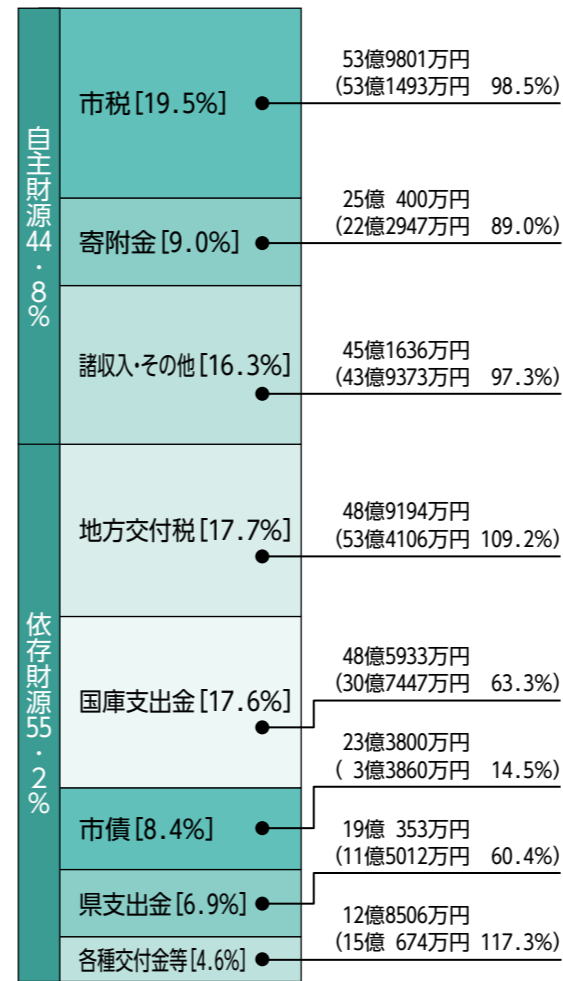 自主財源44・8%
市税[19.5%]
53億9801万円
(53億1493万円 98.5%)
寄附金[9.0%]
25億 400万円
(22億2947万円 89.0%)
諸収入・その他[16.3%]
45億1636万円
(43億9373万円 97.3%)
依存財源55・2%
地方交付税[17.7%]
48億9194万円
(53億4106万円 109.2%)
国庫支出金[17.6%]
48億5933万円
(30億7447万円 63.3%)
市債[8.4%]
23億3800万円
( 3億3860万円 14.5%)
県支出金[6.9%]
19億 353万円
(11億5012万円 60.4%)
各種交付金等[4.6%]
12億8506万円
(15億 674万円 117.3%)